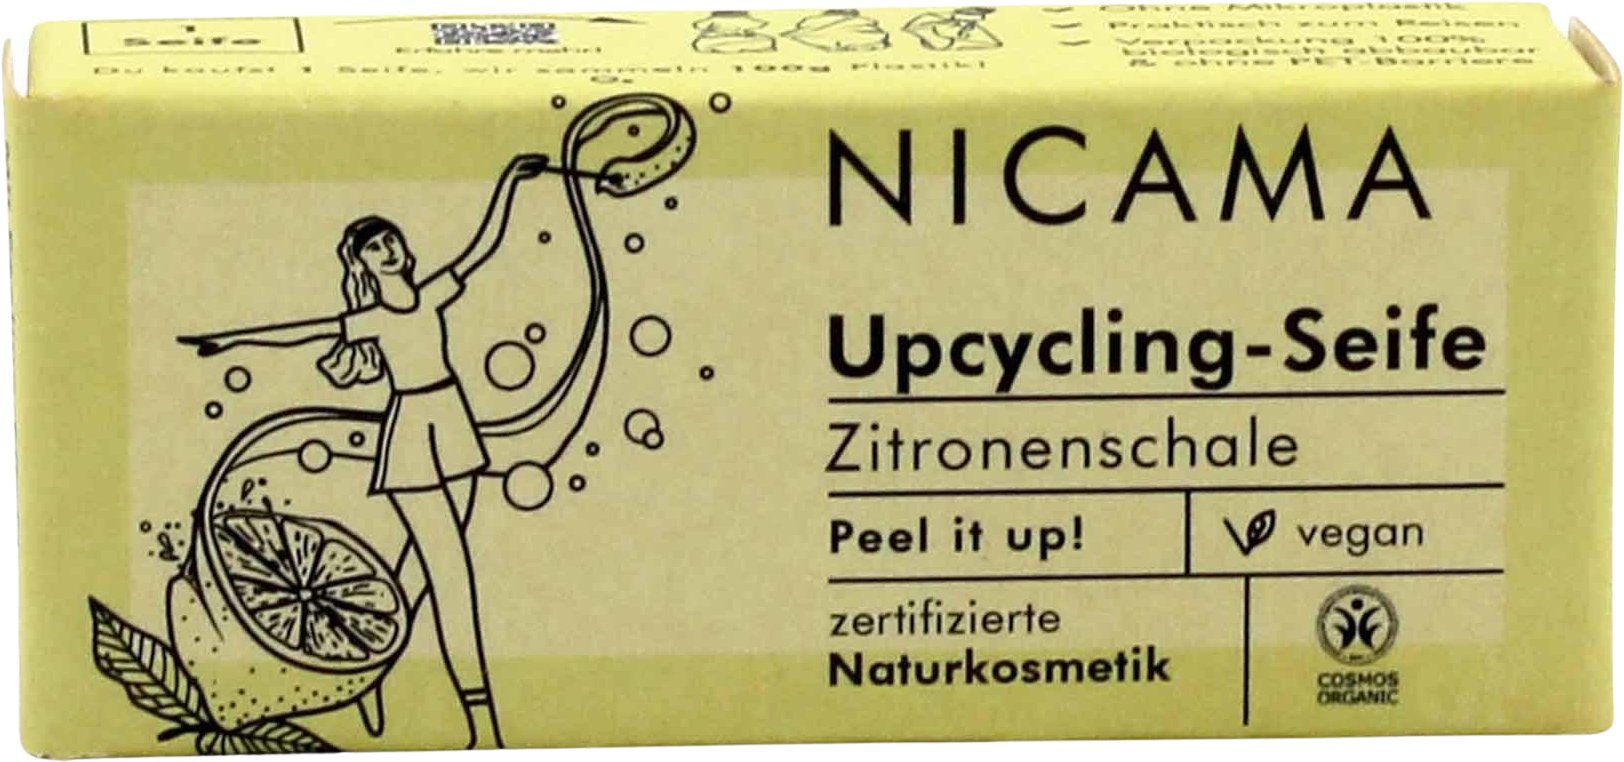 1
Seife
Erfahre mehr!
Du kaufst 1 Seife, wir sammeln 100g Plastik!
Ohne Mikroplastik
Praktisch zum Reisen
Verpackung 100%
biologisch abbaubar
& ohne PET-Barriere
NICAMA
Upcycling-Seife
Zitronenschale
Peel it up!
vegan
zertifizierte
Naturkosmetik
COSMOS
ORGANIC